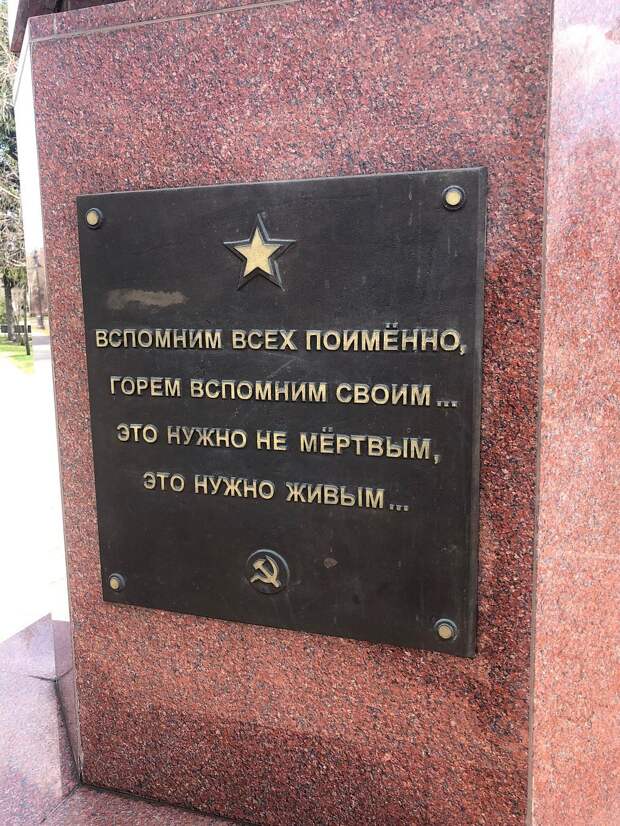 ВСПОМНИМ ВСЕХ ПОИМЁННО,
ГОРЕМ ВСПОМНИМ СВОИМ...
ЭТО НУЖНО НЕ МЁРТВЫМ,
ЭТО НУЖНО ЖИВЫМ...